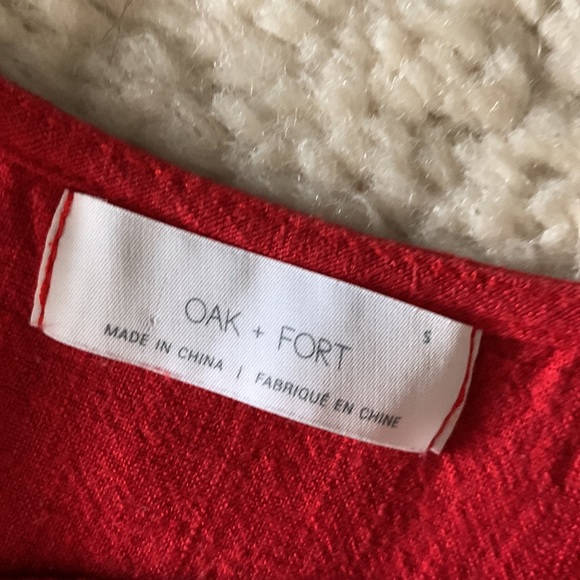 OAK + FORT
S
MADE IN CHINA | FABRIQUÉ EN CHINE